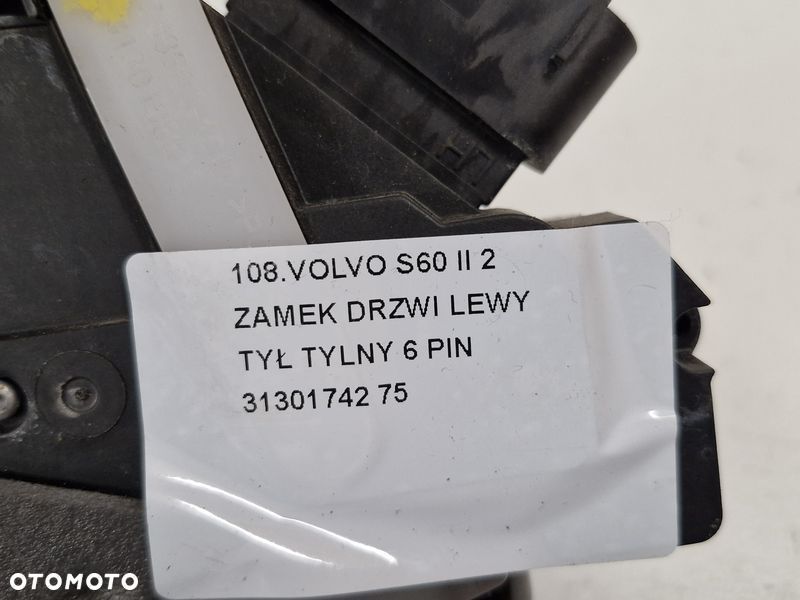 108.VOLVO S60 II 2
ZAMEK DRZWI LEWY
TYŁ TYLNY 6 PIN
31301742 75
OTOMOTO